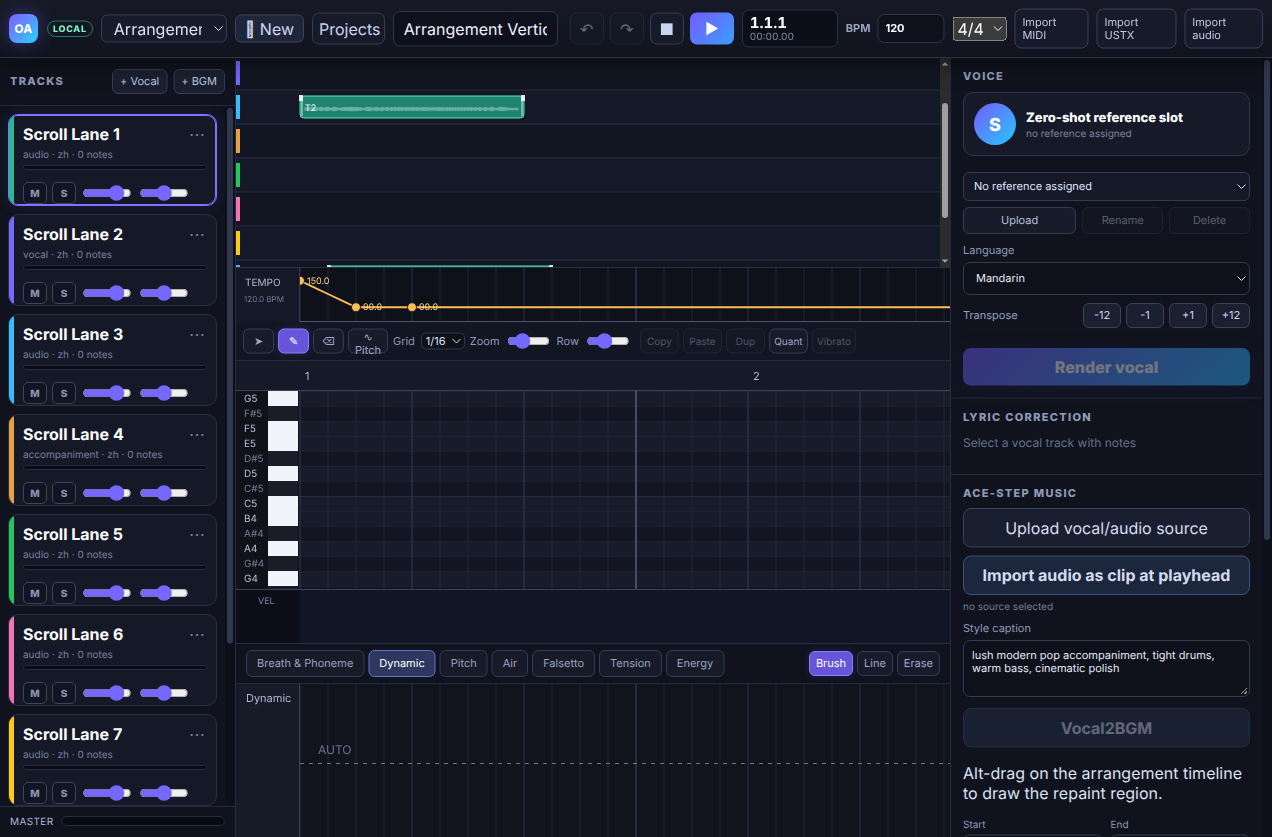 OA LOCAL Arrangemer New Projects Arrangement Vertic 1.1.1 BPM 120 4/4 Import MIDI Import USTX Import audio
00:00.00
TRACKS + Vocal + BGM
Scroll Lane 1 ...
audio · zh · 0 notes
M S
Scroll Lane 2 ...
vocal · zh · 0 notes
M S
Scroll Lane 3 ...
audio · zh · 0 notes
M S
Scroll Lane 4 ...
accompaniment · zh · 0 notes
M S
Scroll Lane 5 ...
audio · zh · 0 notes
M S
Scroll Lane 6 ...
audio · zh · 0 notes
M S
Scroll Lane 7 ...
audio · zh · 0 notes
M S
MASTER
T2
TEMPO
120.0 BPM
150.0
90.0
90.0
Pitch Grid 1/16 Zoom Row Copy Paste Dup Quant Vibrato
1 2
G5
F#5
F5
E5
D#5
D5
C#5
C5
B4
A#4
A4
G#4
G4
VEL
Breath & Phoneme Dynamic Pitch Air Falsetto Tension Energy Brush Line Erase
Dynamic
AUTO
VOICE
S Zero-shot reference slot
no reference assigned
No reference assigned
Upload Rename Delete
Language
Mandarin
Transpose -12 -1 +1 +12
Render vocal
LYRIC CORRECTION
Select a vocal track with notes
ACE-STEP MUSIC
Upload vocal/audio source
Import audio as clip at playhead
no source selected
Style caption
lush modern pop accompaniment, tight drums,
warm bass, cinematic polish
Vocal2BGM
Alt-drag on the arrangement timeline
to draw the repaint region.
Start End